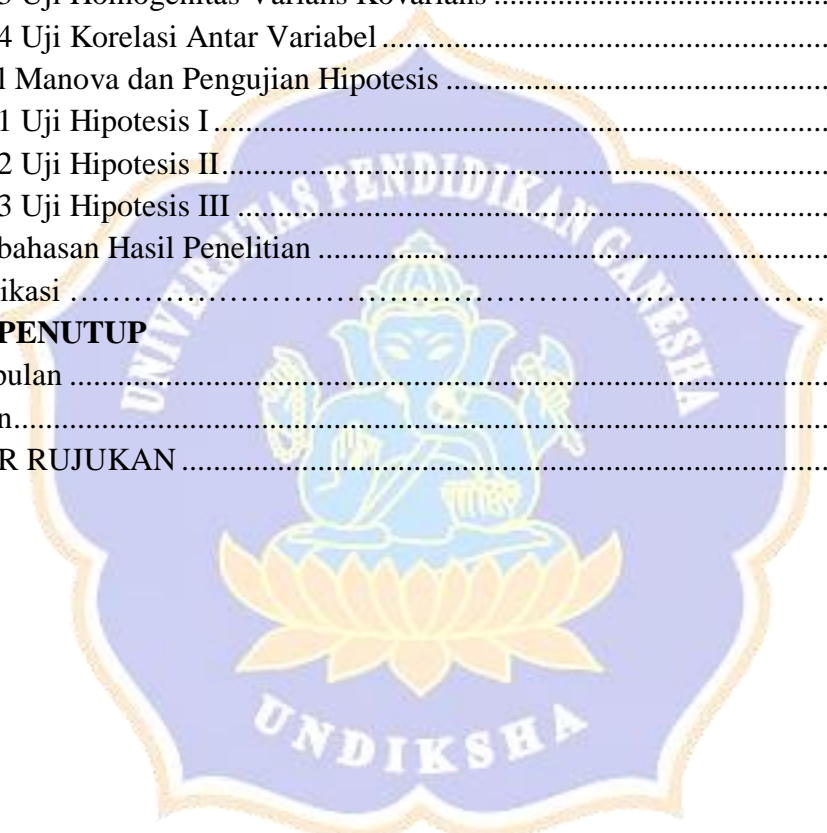 3 Uji Homogenitas Varians Kovarians ..........................................
4 Uji Korelasi Antar Variabel ........................................................
l Manova dan Pengujian Hipotesis ................................................
1 Uji Hipotesis I ............................................................................
2 Uji Hipotesis II ...........................................................................
3 Uji Hipotesis III .........................................................................
bahasan Hasil Penelitian ...............................................................
ikasi ……………………………………………………………
PENUTUP
pulan ...............................................................................................
n.......................................................................................................
R RUJUKAN .................................................................................
UNIVERSITAS PENDIDIKAN GANESHA
UNDIKSHA